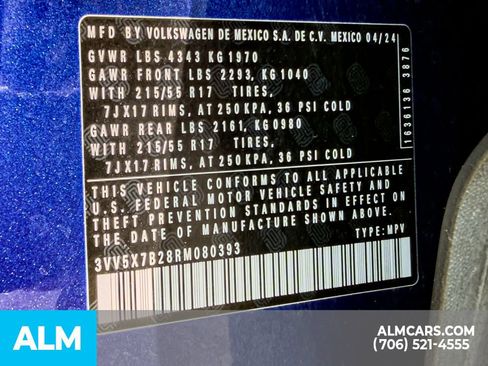 MFD BY VOLKSWAGEN DE MEXICO S.A. DE C.V. MEXICO 04/24
GVWR LBS 4343 KG 1970
GAWR FRONT LBS 2293, KG 1040
WITH 215/55 R17 TIRES,
7JX17 RIMS, AT 250 KPA, 36 PSI COLD
GAWR REAR LBS 2161, KG 0980
WITH 215/55 R17 TIRES,
7JX17 RIMS, AT 250 KPA, 36 PSI COLD
THIS VEHICLE CONFORMS TO ALL APPLICABLE
U.S. FEDERAL MOTOR VEHICLE SAFETY AND
THEFT PREVENTION STANDARDS IN EFFECT ON
THE DATE OF MANUFACTURE SHOWN ABOVE.
3VV5X7B28RM080393
TYPE: MPV
1636136 3876
ALM
ALMCARS.COM
(706) 521-4555